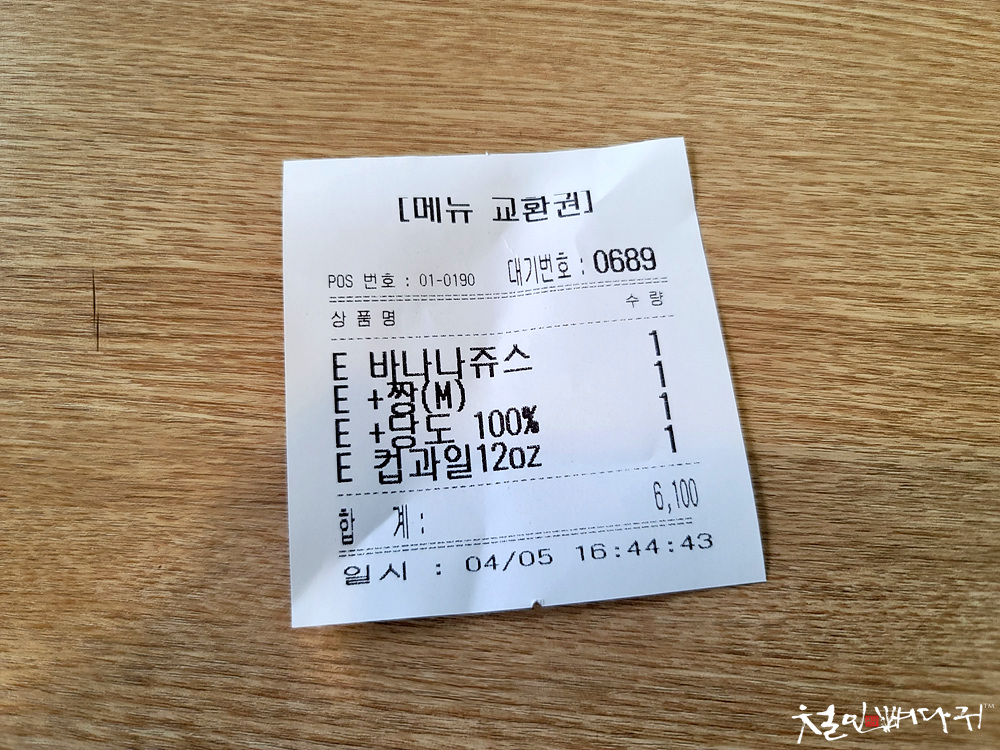 [메뉴 교환권]
POS 번호 : 01-0190 대기번호 : 0689
상품명 수량
E 바나나쥬스 1
E +짱(M) 1
E +당도 100% 1
E 컵과일12oz 1
합 계: 6,100
일시 : 04/05 16:44:43